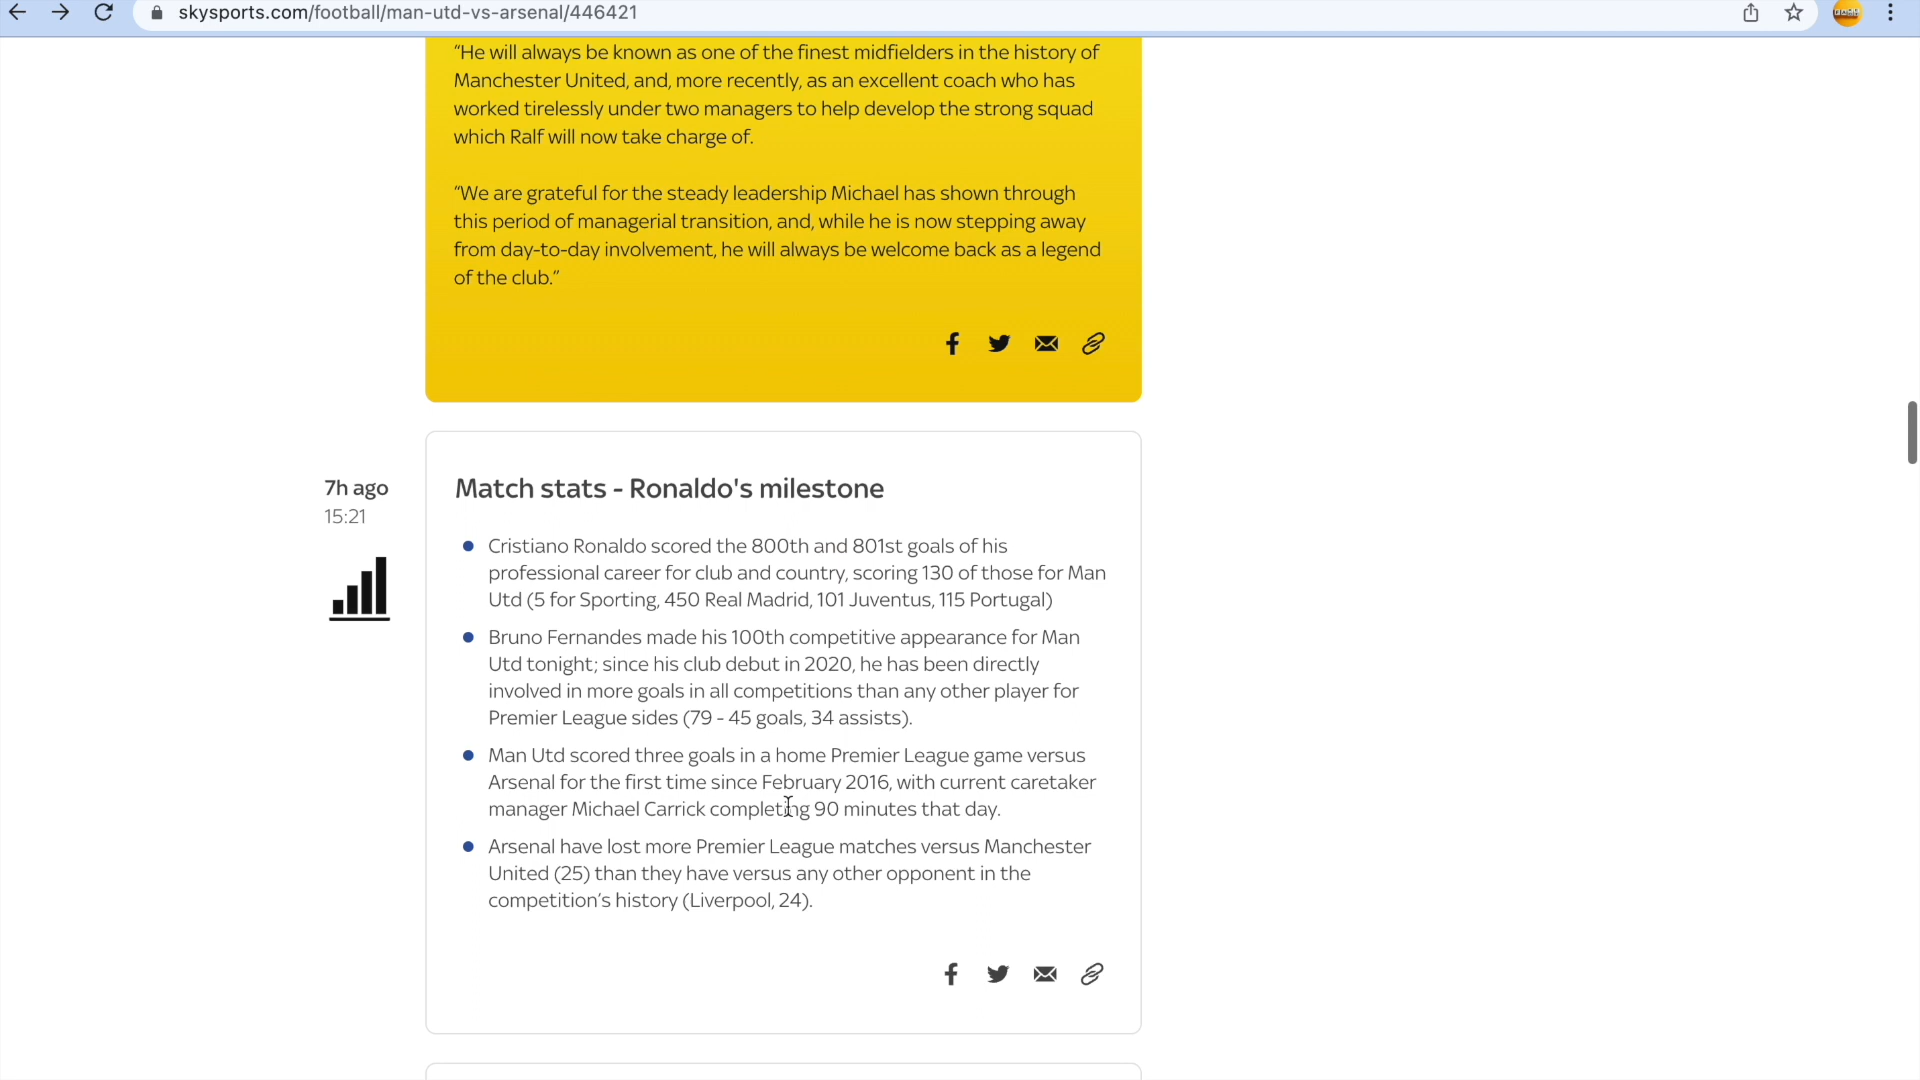 skysports.com/football/man-utd-vs-arsenal/446421
“He will always be known as one of the finest midfielders in the history of
Manchester United, and, more recently, as an excellent coach who has
worked tirelessly under two managers to help develop the strong squad
which Ralf will now take charge of.
“We are grateful for the steady leadership Michael has shown through
this period of managerial transition, and, while he is now stepping away
from day-to-day involvement, he will always be welcome back as a legend
of the club.”
7h ago
15:21
Match stats - Ronaldo's milestone
Cristiano Ronaldo scored the 800th and 801st goals of his
professional career for club and country, scoring 130 of those for Man
Utd (5 for Sporting, 450 Real Madrid, 101 Juventus, 115 Portugal)
Bruno Fernandes made his 100th competitive appearance for Man
Utd tonight; since his club debut in 2020, he has been directly
involved in more goals in all competitions than any other player for
Premier League sides (79 - 45 goals, 34 assists).
Man Utd scored three goals in a home Premier League game versus
Arsenal for the first time since February 2016, with current caretaker
manager Michael Carrick completing 90 minutes that day.
Arsenal have lost more Premier League matches versus Manchester
United (25) than they have versus any other opponent in the
competition’s history (Liverpool, 24).